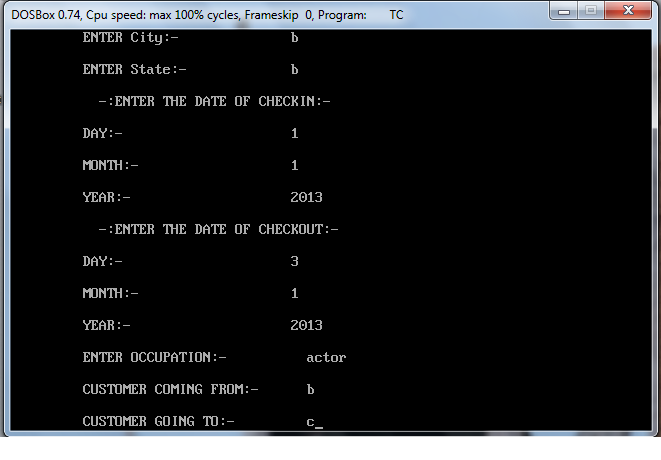 DOSBox 0.74, Cpu speed: max 100% cycles, Frameskip 0, Program: TC
ENTER City:- b
ENTER State:- b
-:ENTER THE DATE OF CHECKIN:-
DAY:- 1
MONTH:- 1
YEAR:- 2013
-:ENTER THE DATE OF CHECKOUT:-
DAY:- 3
MONTH:- 1
YEAR:- 2013
ENTER OCCUPATION:- actor
CUSTOMER COMING FROM:- b
CUSTOMER GOING TO:- c_